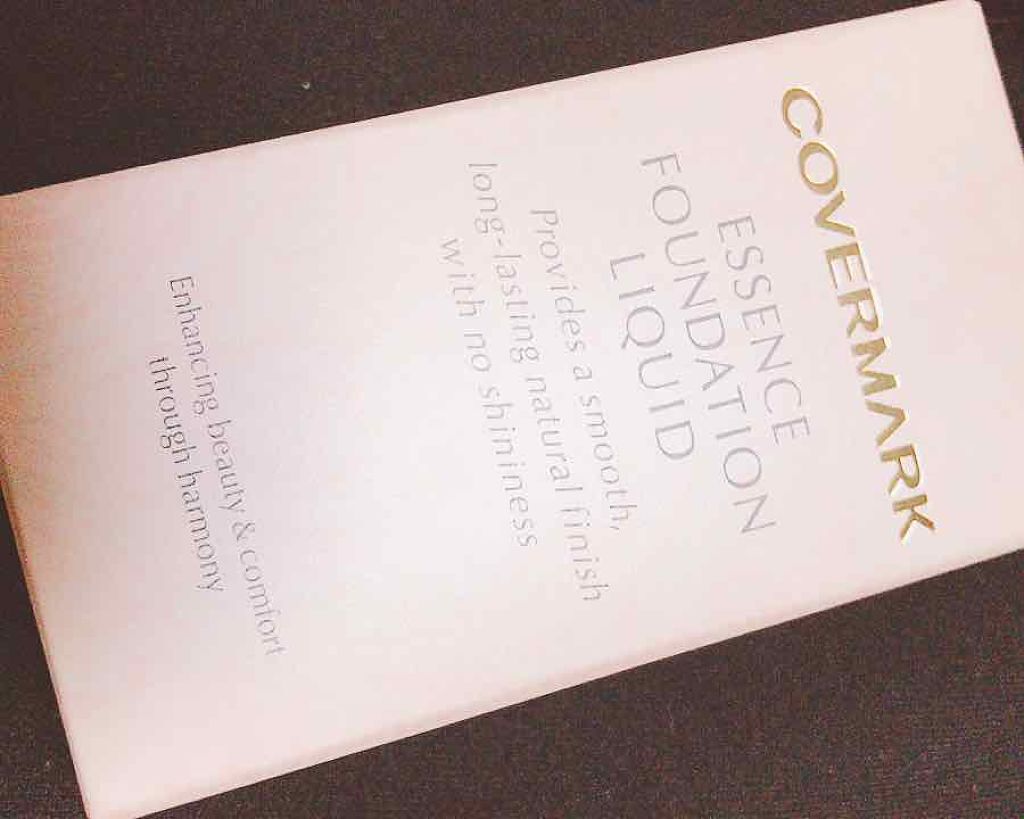 COVERMARK
ESSENCE
FOUNDATION
LIQUID
Provides a smooth,
long-lasting natural finish
with no shininess
Enhancing beauty & comfort
through harmony